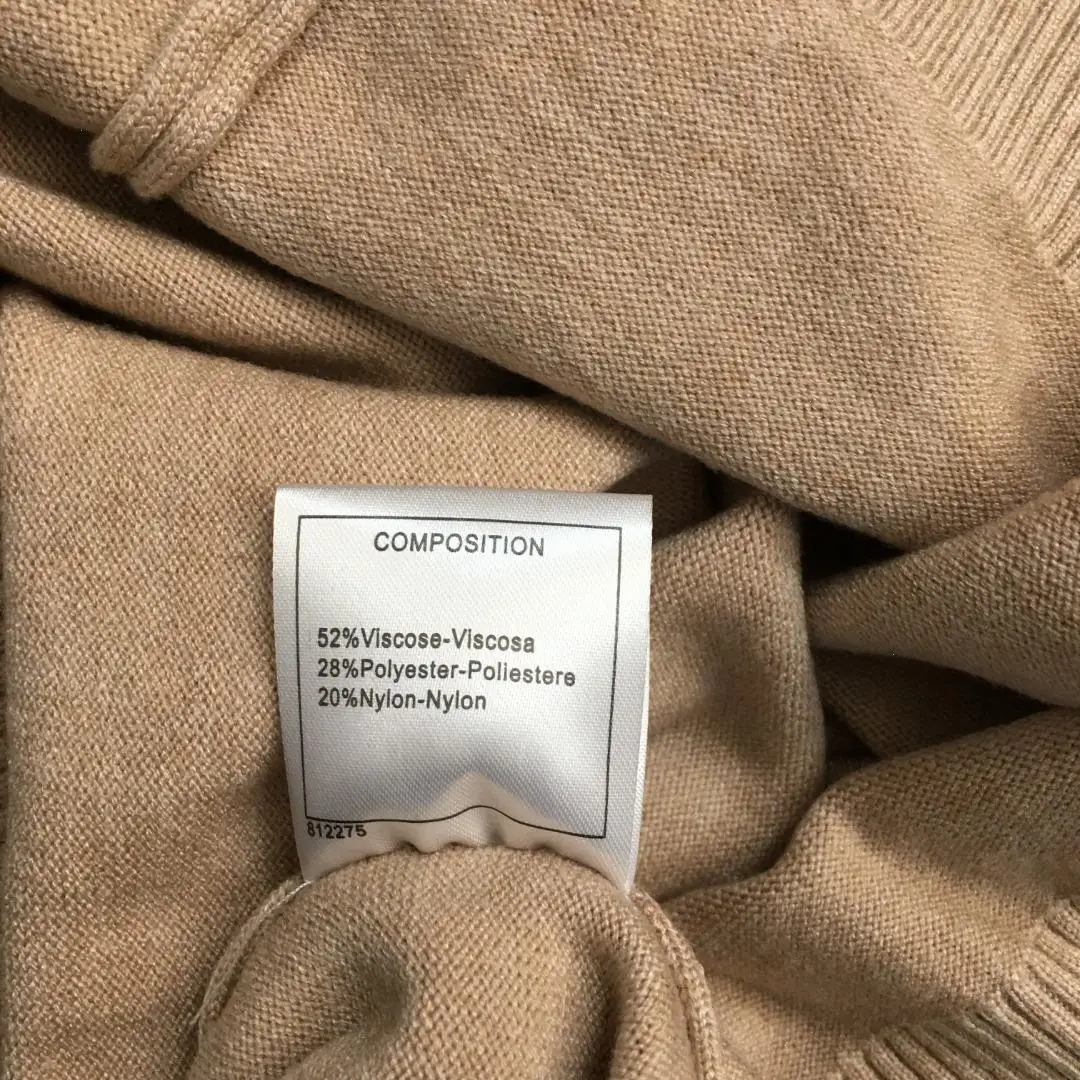 COMPOSITION
52%Viscose-Viscosa
28%Polyester-Poliestere
20%Nylon-Nylon
812275